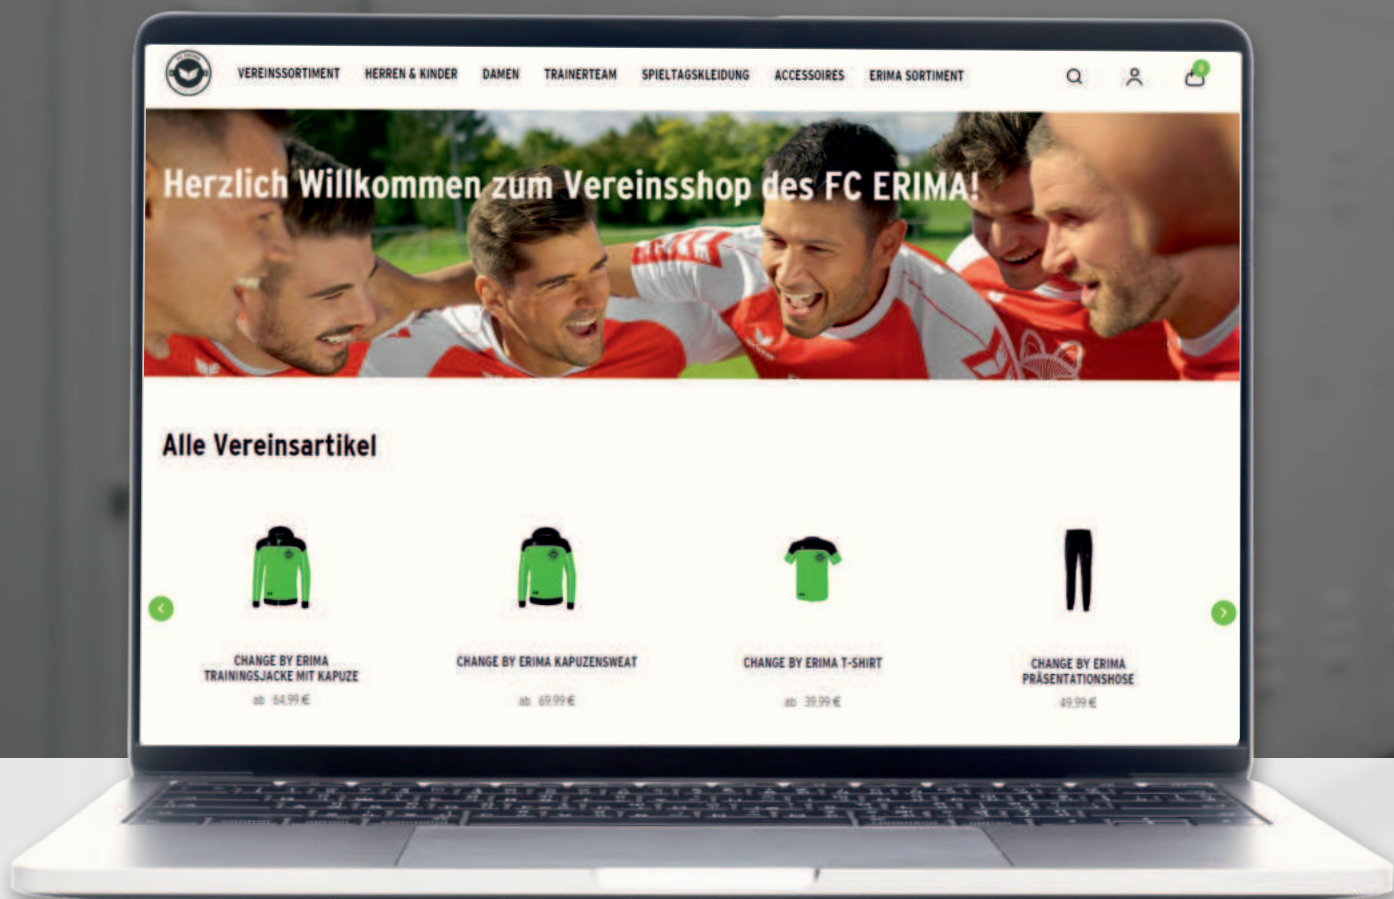 VEREINSSORTIMENT HERREN & KINDER DAMEN TRAINERTEAM SPIELTAGSKLEIDUNG ACCESSOIRES ERIMA SORTIMENT
Herzlich Willkommen zum Vereinsshop des FC ERIMA!
Alle Vereinsartikel
CHANGE BY ERIMA
TRAININGSJACKE MIT KAPUZE
ab 64,99 €
CHANGE BY ERIMA KAPUZENSWEAT
ab 69,99 €
CHANGE BY ERIMA T-SHIRT
ab 39,99 €
CHANGE BY ERIMA
PRÄSENTATIONSHOSE
49,99 €